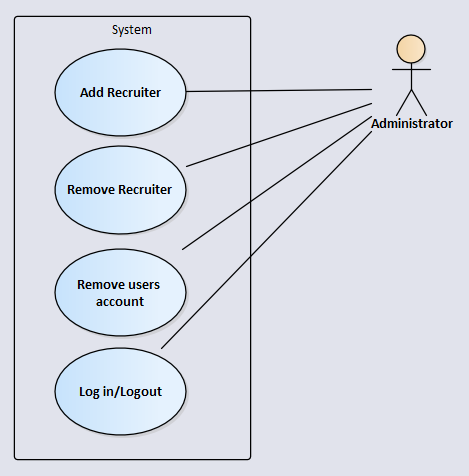 System
Add Recruiter
Administrator
Remove Recruiter
Remove users
account
Log in/Logout